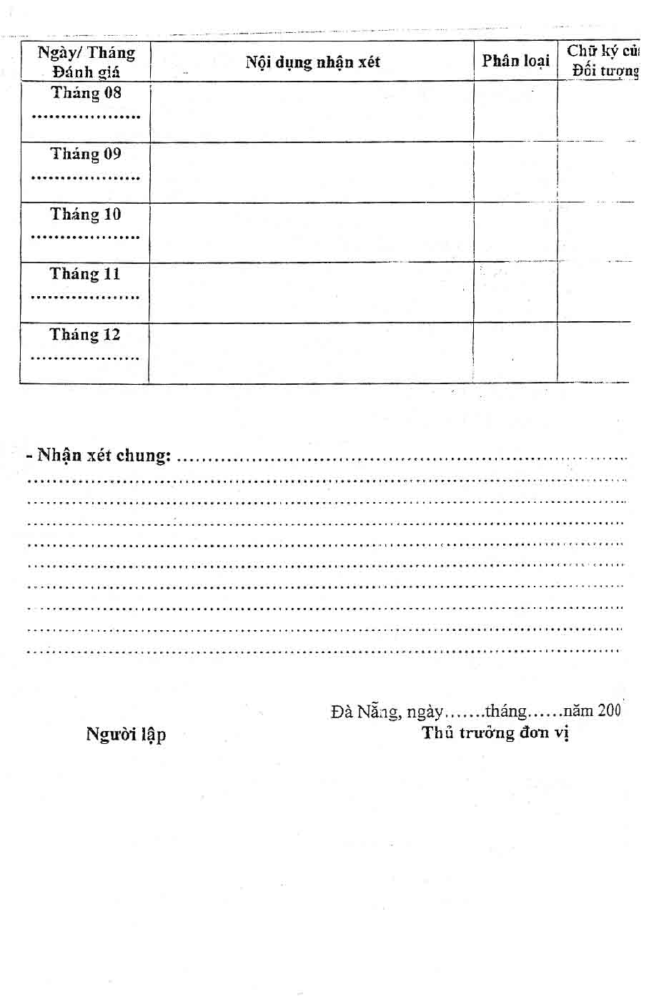 Ngày/ Tháng Đánh giá
Nội dụng nhận xét
Phân loại
Chữ ký
Đối tượng
Tháng 08
...................
Tháng 09
...................
Tháng 10
...................
Tháng 11
...................
Tháng 12
...................
- Nhận xét chung: ................................................................................
Đà Nẵng, ngày.......tháng......năm 200
Người lập
Thủ trưởng đơn vị